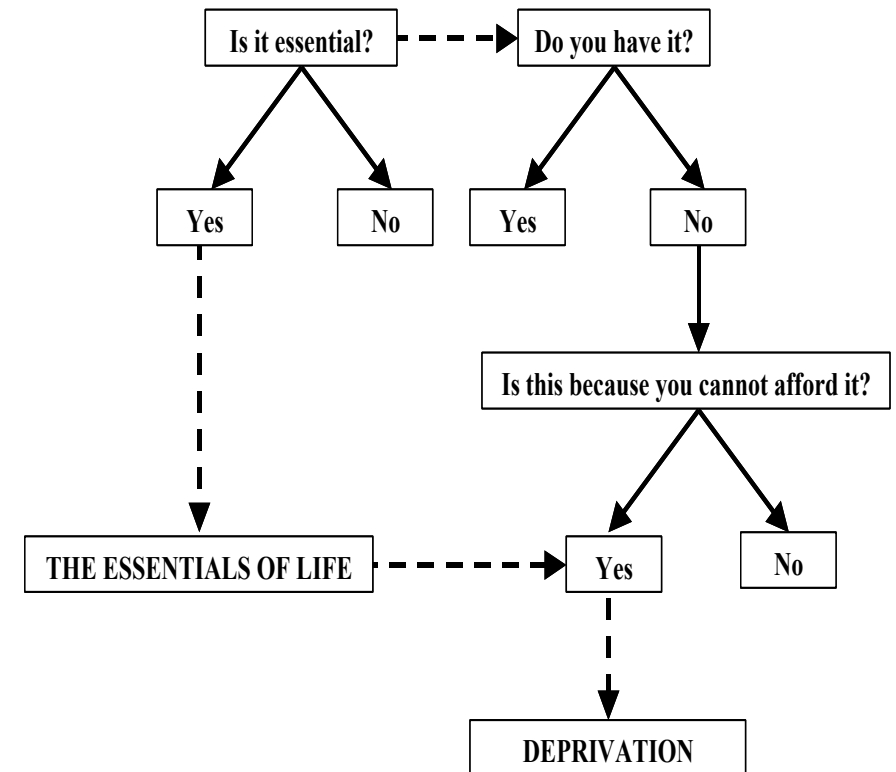 Is it essential?
Do you have it?
Yes
No
Yes
No
Is this because you cannot afford it?
THE ESSENTIALS OF LIFE
Yes
No
DEPRIVATION